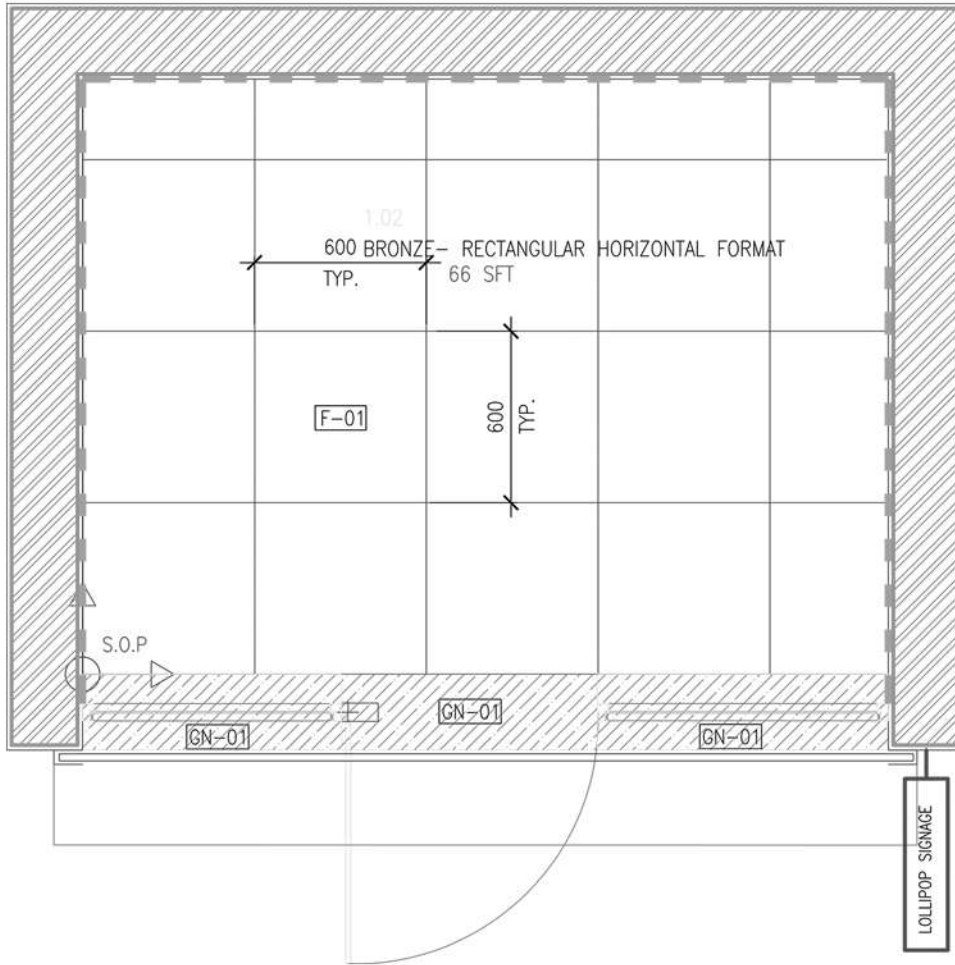 1.02
600 BRONZE- RECTANGULAR HORIZONTAL FORMAT
TYP.
66 SFT
F-01
600
TYP.
S.O.P
GN-01
GN-01
GN-01
LOLLIPOP SIGNAGE